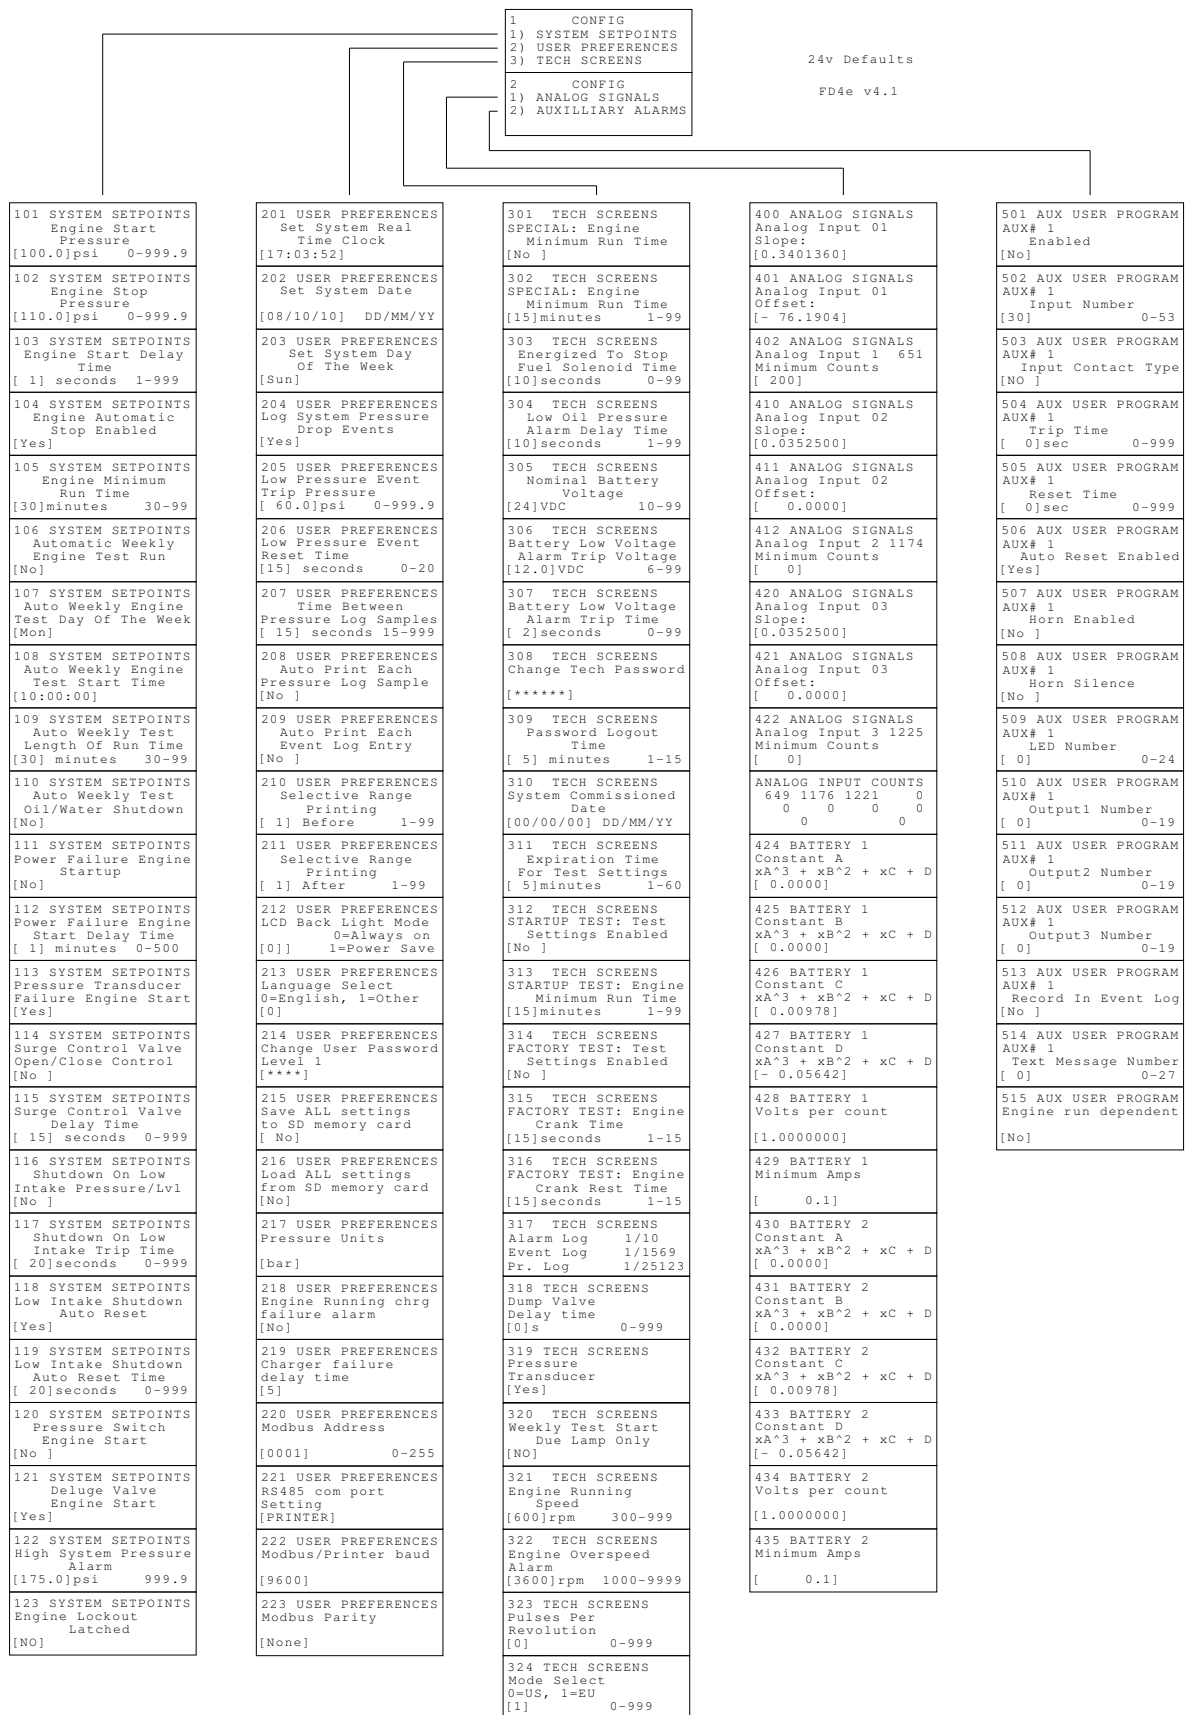 1     CONFIG
1) SYSTEM SETPOINTS
2) USER PREFERENCES
3) TECH SCREENS
2     CONFIG
1) ANALOG SIGNALS
2) AUXILLIARY ALARMS
24v Defaults
FD4e v4.1
101 SYSTEM SETPOINTS
Engine Start
Pressure
[100.0]psi 0-999.9
102 SYSTEM SETPOINTS
Engine Stop
Pressure
[110.0]psi 0-999.9
103 SYSTEM SETPOINTS
Engine Start Delay
Time
[ 1] seconds 1-999
104 SYSTEM SETPOINTS
Engine Automatic
Stop Enabled
[Yes]
105 SYSTEM SETPOINTS
Engine Minimum
Run Time
[30]minutes 30-99
106 SYSTEM SETPOINTS
Automatic Weekly
Engine Test Run
[No]
107 SYSTEM SETPOINTS
Auto Weekly Engine
Test Day Of The Week
[Mon]
108 SYSTEM SETPOINTS
Auto Weekly Engine
Test Start Time
[10:00:00]
109 SYSTEM SETPOINTS
Auto Weekly Test
Length Of Run Time
[30] minutes 30-99
110 SYSTEM SETPOINTS
Auto Weekly Test
Oil/Water Shutdown
[No]
111 SYSTEM SETPOINTS
Power Failure Engine
Startup
[No]
112 SYSTEM SETPOINTS
Power Failure Engine
Start Delay Time
[ 1] minutes 0-500
113 SYSTEM SETPOINTS
Pressure Transducer
Failure Engine Start
[Yes]
114 SYSTEM SETPOINTS
Surge Control Valve
Open/Close Control
[No ]
115 SYSTEM SETPOINTS
Surge Control Valve
Delay Time
[ 15] seconds 0-999
116 SYSTEM SETPOINTS
Shutdown On Low
Intake Pressure/Lvl
[No ]
117 SYSTEM SETPOINTS
Shutdown On Low
Intake Trip Time
[ 20]seconds 0-999
118 SYSTEM SETPOINTS
Low Intake Shutdown
Auto Reset
[Yes]
119 SYSTEM SETPOINTS
Low Intake Shutdown
Auto Reset Time
[ 20]seconds 0-999
120 SYSTEM SETPOINTS
Pressure Switch
Engine Start
[No ]
121 SYSTEM SETPOINTS
Deluge Valve
Engine Start
[Yes]
122 SYSTEM SETPOINTS
High System Pressure
Alarm
[175.0]psi 999.9
123 SYSTEM SETPOINTS
Engine Lockout
Latched
[NO]
201 USER PREFERENCES
Set System Real
Time Clock
[17:03:52]
202 USER PREFERENCES
Set System Date
[08/10/10] DD/MM/YY
203 USER PREFERENCES
Set System Day
Of The Week
[Sun]
204 USER PREFERENCES
Log System Pressure
Drop Events
[Yes]
205 USER PREFERENCES
Low Pressure Event
Trip Pressure
[ 60.0]psi 0-999.9
206 USER PREFERENCES
Low Pressure Event
Reset Time
[15] seconds 0-20
207 USER PREFERENCES
Time Between
Pressure Log Samples
[ 15] seconds 15-999
208 USER PREFERENCES
Auto Print Each
Pressure Log Sample
[No ]
209 USER PREFERENCES
Auto Print Each
Event Log Entry
[No ]
210 USER PREFERENCES
Selective Range
Printing
[ 1] Before 1-99
211 USER PREFERENCES
Selective Range
Printing
[ 1] After 1-99
212 USER PREFERENCES
LCD Back Light Mode
0=Always on
[0]] 1=Power Save
213 USER PREFERENCES
Language Select
0=English, 1=Other
[0]
214 USER PREFERENCES
Change User Password
Level 1
[****]
215 USER PREFERENCES
Save ALL settings
to SD memory card
[ No]
216 USER PREFERENCES
Load ALL settings
from SD memory card
[No]
217 USER PREFERENCES
Pressure Units
[bar]
218 USER PREFERENCES
Engine Running chrg
failure alarm
[No]
219 USER PREFERENCES
Charger failure
delay time
[5]
220 USER PREFERENCES
Modbus Address
[0001] 0-255
221 USER PREFERENCES
RS485 com port
Setting
[PRINTER]
222 USER PREFERENCES
Modbus/Printer baud
[9600]
223 USER PREFERENCES
Modbus Parity
[None]
301 TECH SCREENS
SPECIAL: Engine
Minimum Run Time
[No ]
302 TECH SCREENS
SPECIAL: Engine
Minimum Run Time
[15]minutes 1-99
303 TECH SCREENS
Energized To Stop
Fuel Solenoid Time
[10]seconds 0-99
304 TECH SCREENS
Low Oil Pressure
Alarm Delay Time
[10]seconds 1-99
305 TECH SCREENS
Nominal Battery
Voltage
[24]VDC 10-99
306 TECH SCREENS
Battery Low Voltage
Alarm Trip Voltage
[12.0]VDC 6-99
307 TECH SCREENS
Battery Low Voltage
Alarm Trip Time
[ 2]seconds 0-99
308 TECH SCREENS
Change Tech Password
[******]
309 TECH SCREENS
Password Logout
Time
[ 5] minutes 1-15
310 TECH SCREENS
System Commissioned
Date
[00/00/00] DD/MM/YY
311 TECH SCREENS
Expiration Time
For Test Settings
[ 5]minutes 1-60
312 TECH SCREENS
STARTUP TEST: Test
Settings Enabled
[No ]
313 TECH SCREENS
STARTUP TEST: Engine
Minimum Run Time
[15]minutes 1-99
314 TECH SCREENS
FACTORY TEST: Test
Settings Enabled
[No ]
315 TECH SCREENS
FACTORY TEST: Engine
Crank Time
[15]seconds 1-15
316 TECH SCREENS
FACTORY TEST: Engine
Crank Rest Time
[15]seconds 1-15
317 TECH SCREENS
Alarm Log 1/10
Event Log 1/1569
Pr. Log 1/25123
318 TECH SCREENS
Dump Valve
Delay time
[0]s 0-999
319 TECH SCREENS
Pressure
Transducer
[Yes]
320 TECH SCREENS
Weekly Test Start
Due Lamp Only
[NO]
321 TECH SCREENS
Engine Running
Speed
[600]rpm 300-999
322 TECH SCREENS
Engine Overspeed
Alarm
[3600]rpm 1000-9999
323 TECH SCREENS
Pulses Per
Revolution
[0] 0-999
324 TECH SCREENS
Mode Select
0=US, 1=EU
[1] 0-999
400 ANALOG SIGNALS
Analog Input 01
Slope:
[0.3401360]
401 ANALOG SIGNALS
Analog Input 01
Offset:
[- 76.1904]
402 ANALOG SIGNALS
Analog Input 1 651
Minimum Counts
[ 200]
410 ANALOG SIGNALS
Analog Input 02
Slope:
[0.0352500]
411 ANALOG SIGNALS
Analog Input 02
Offset:
[ 0.0000]
412 ANALOG SIGNALS
Analog Input 2 1174
Minimum Counts
[ 0]
420 ANALOG SIGNALS
Analog Input 03
Slope:
[0.0352500]
421 ANALOG SIGNALS
Analog Input 03
Offset:
[ 0.0000]
422 ANALOG SIGNALS
Analog Input 3 1225
Minimum Counts
[ 0]
ANALOG INPUT COUNTS
649 1176 1221 0
0 0 0 0
0 0
424 BATTERY 1
Constant A
xA^3 + xB^2 + xC + D
[ 0.0000]
425 BATTERY 1
Constant B
xA^3 + xB^2 + xC + D
[ 0.0000]
426 BATTERY 1
Constant C
xA^3 + xB^2 + xC + D
[ 0.00978]
427 BATTERY 1
Constant D
xA^3 + xB^2 + xC + D
[- 0.05642]
428 BATTERY 1
Volts per count
[1.0000000]
429 BATTERY 1
Minimum Amps
[ 0.1]
430 BATTERY 2
Constant A
xA^3 + xB^2 + xC + D
[ 0.0000]
431 BATTERY 2
Constant B
xA^3 + xB^2 + xC + D
[ 0.0000]
432 BATTERY 2
Constant C
xA^3 + xB^2 + xC + D
[ 0.00978]
433 BATTERY 2
Constant D
xA^3 + xB^2 + xC + D
[- 0.05642]
434 BATTERY 2
Volts per count
[1.0000000]
435 BATTERY 2
Minimum Amps
[ 0.1]
501 AUX USER PROGRAM
AUX# 1
Enabled
[No]
502 AUX USER PROGRAM
AUX# 1
Input Number
[30] 0-53
503 AUX USER PROGRAM
AUX# 1
Input Contact Type
[NO ]
504 AUX USER PROGRAM
AUX# 1
Trip Time
[ 0]sec 0-999
505 AUX USER PROGRAM
AUX# 1
Reset Time
[ 0]sec 0-999
506 AUX USER PROGRAM
AUX# 1
Auto Reset Enabled
[Yes]
507 AUX USER PROGRAM
AUX# 1
Horn Enabled
[No ]
508 AUX USER PROGRAM
AUX# 1
Horn Silence
[No ]
509 AUX USER PROGRAM
AUX# 1
LED Number
[ 0] 0-24
510 AUX USER PROGRAM
AUX# 1
Output1 Number
[ 0] 0-19
511 AUX USER PROGRAM
AUX# 1
Output2 Number
[ 0] 0-19
512 AUX USER PROGRAM
AUX# 1
Output3 Number
[ 0] 0-19
513 AUX USER PROGRAM
AUX# 1
Record In Event Log
[No ]
514 AUX USER PROGRAM
AUX# 1
Text Message Number
[ 0] 0-27
515 AUX USER PROGRAM
Engine run dependent
[No]